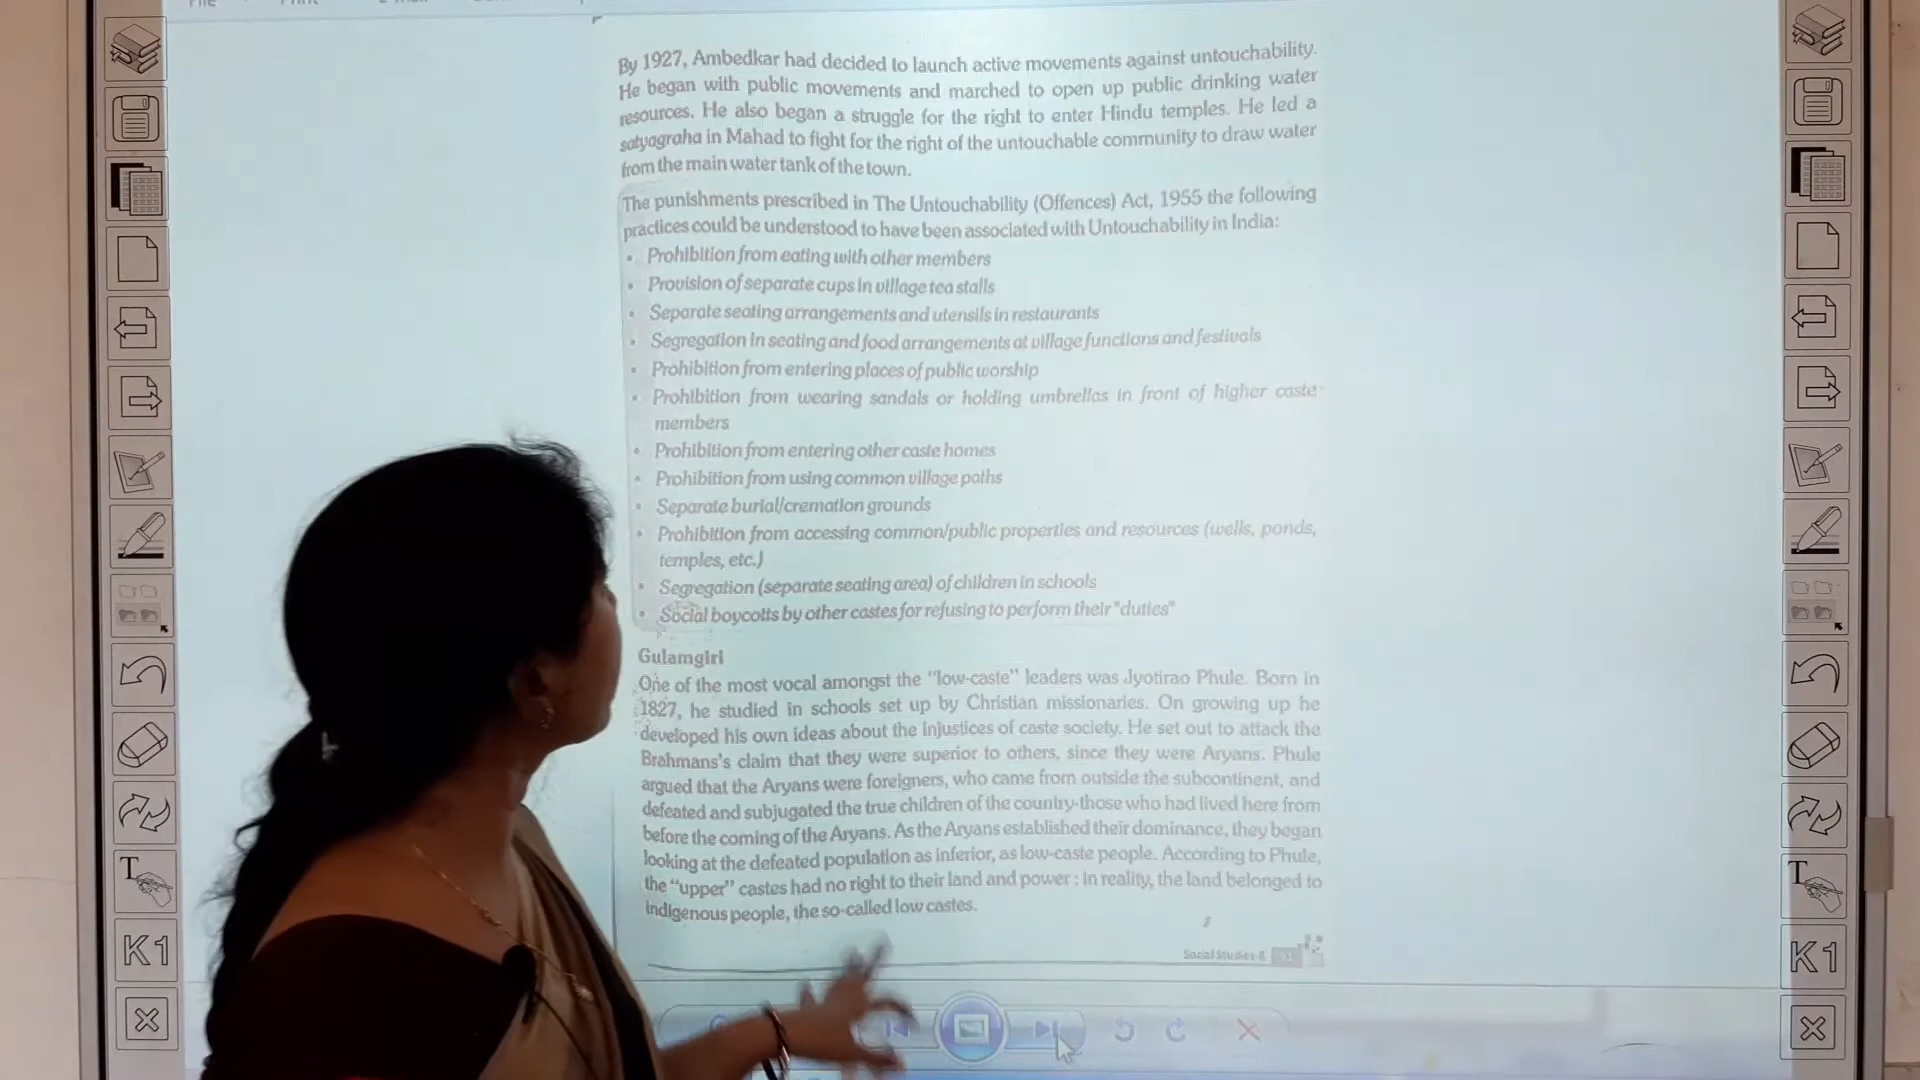 By 1927, Ambedkar had decided to launch active movements against untouchability.
He began with public movements and marched to open up public drinking water
resources. He also began a struggle for the right to enter Hindu temples. He led a
satyagraha in Mahad to fight for the right of the untouchable community to draw water
from the main water tank of the town.
The punishments prescribed in The Untouchability (Offences) Act, 1955 the following
practices could be understood to have been associated with Untouchability in India:
• Prohibition from eating with other members
• Provision of separate cups in village tea stalls
• Separate seating arrangements and utensils in restaurants
• Segregation in seating and food arrangements at village functions and festivals
• Prohibition from entering places of public worship
• Prohibition from wearing sandals or holding umbrellas in front of higher caste
members
• Prohibition from entering other caste homes
• Prohibition from using common village paths
• Separate burial/cremation grounds
• Prohibition from accessing common/public properties and resources (wells, ponds,
temples, etc.)
• Segregation (separate seating area) of children in schools
• Social boycotts by other castes for refusing to perform their "duties"
Gulamgiri
One of the most vocal amongst the "low-caste" leaders was Jyotirao Phule. Born in
1827, he studied in schools set up by Christian missionaries. On growing up he
developed his own ideas about the injustices of caste society. He set out to attack the
Brahmans's claim that they were superior to others, since they were Aryans. Phule
argued that the Aryans were foreigners, who came from outside the subcontinent, and
defeated and subjugated the true children of the country-those who had lived here from
before the coming of the Aryans. As the Aryans established their dominance, they began
looking at the defeated population as inferior, as low-caste people. According to Phule,
the "upper" castes had no right to their land and power : in reality, the land belonged to
indigenous people, the so-called low castes.
Social Studies-8
T
K1
T
K1